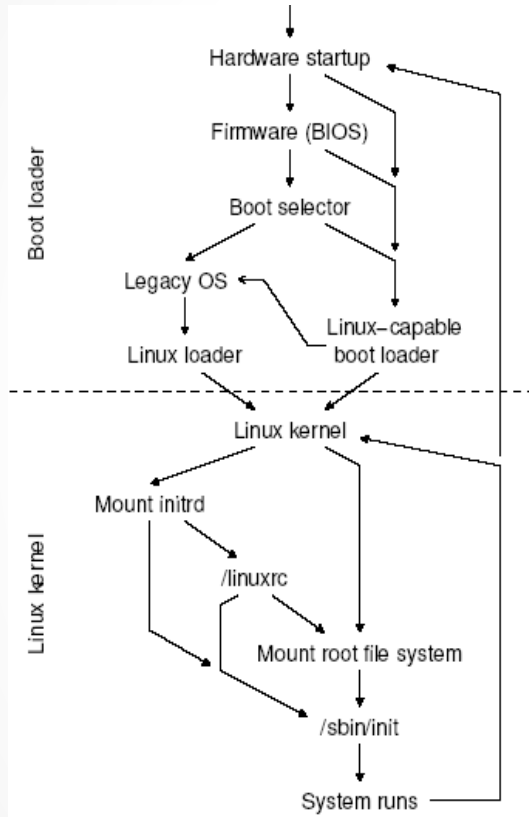 Hardware startup
Firmware (BIOS)
Boot selector
Boot loader
Legacy OS
Linux-capable
boot loader
Linux loader
Linux kernel
Mount initrd
/linuxrc
Linux kernel
Mount root file system
/sbin/init
System runs